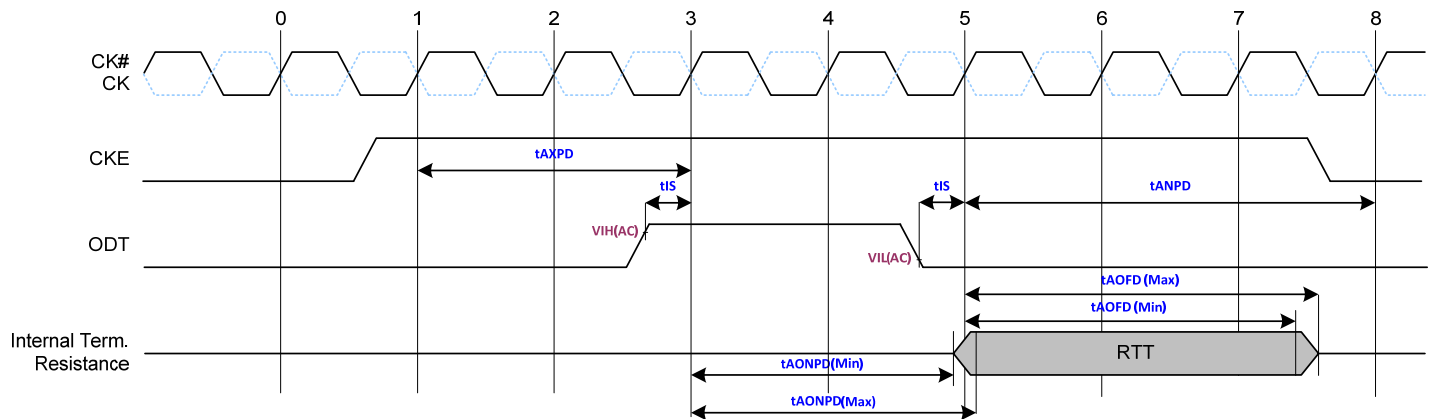 0 1 2 3 4 5 6 7 8
CK#
CK
CKE
tAXPD
tIS
tIS
tANPD
VIH(AC)
ODT
VIL(AC)
tAOFD (Max)
tAOFD (Min)
Internal Term.
Resistance
RTT
tAONPD(Min)
tAONPD(Max)